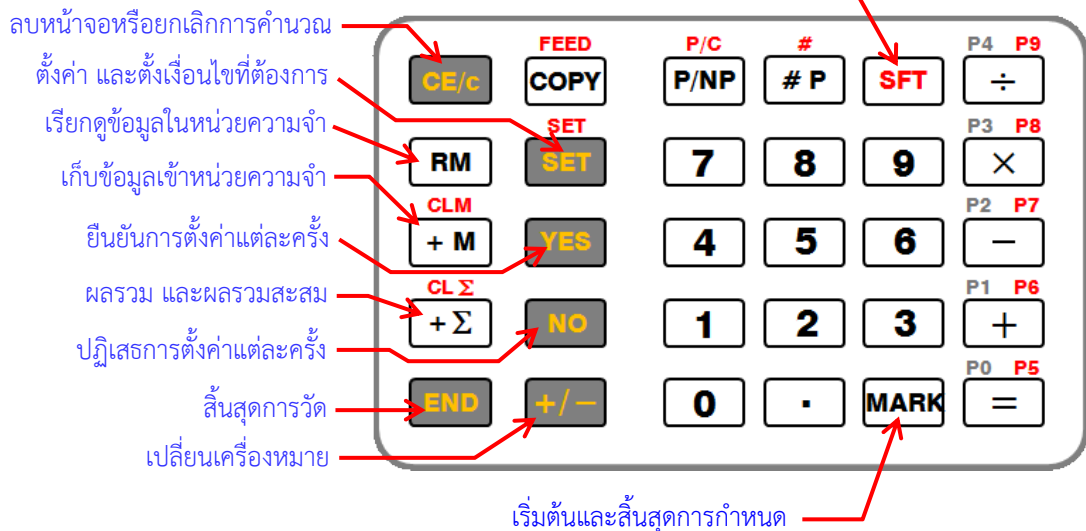 ลบหน้าจอหรือยกเลิกการคำนวณ
ตั้งค่า และตั้งเงื่อนไขที่ต้องการ
เรียกดูข้อมูลในหน่วยความจำ
เก็บข้อมูลเข้าหน่วยความจำ
ยืนยันการตั้งค่าแต่ละครั้ง
ผลรวม และผลรวมสะสม
ปฏิเสธการตั้งค่าแต่ละครั้ง
สิ้นสุดการวัด
เปลี่ยนเครื่องหมาย
FEED P/C # P4 P9
CE/c COPY P/NP # P SFT ÷
SET P3 P8
RM SET 7 8 9 ×
CLM P2 P7
+ M YES 4 5 6 −
CL Σ P1 P6
+ Σ NO 1 2 3 +
P0 P5
END +/− 0 . MARK =
เริ่มต้นและสิ้นสุดการกำหนด